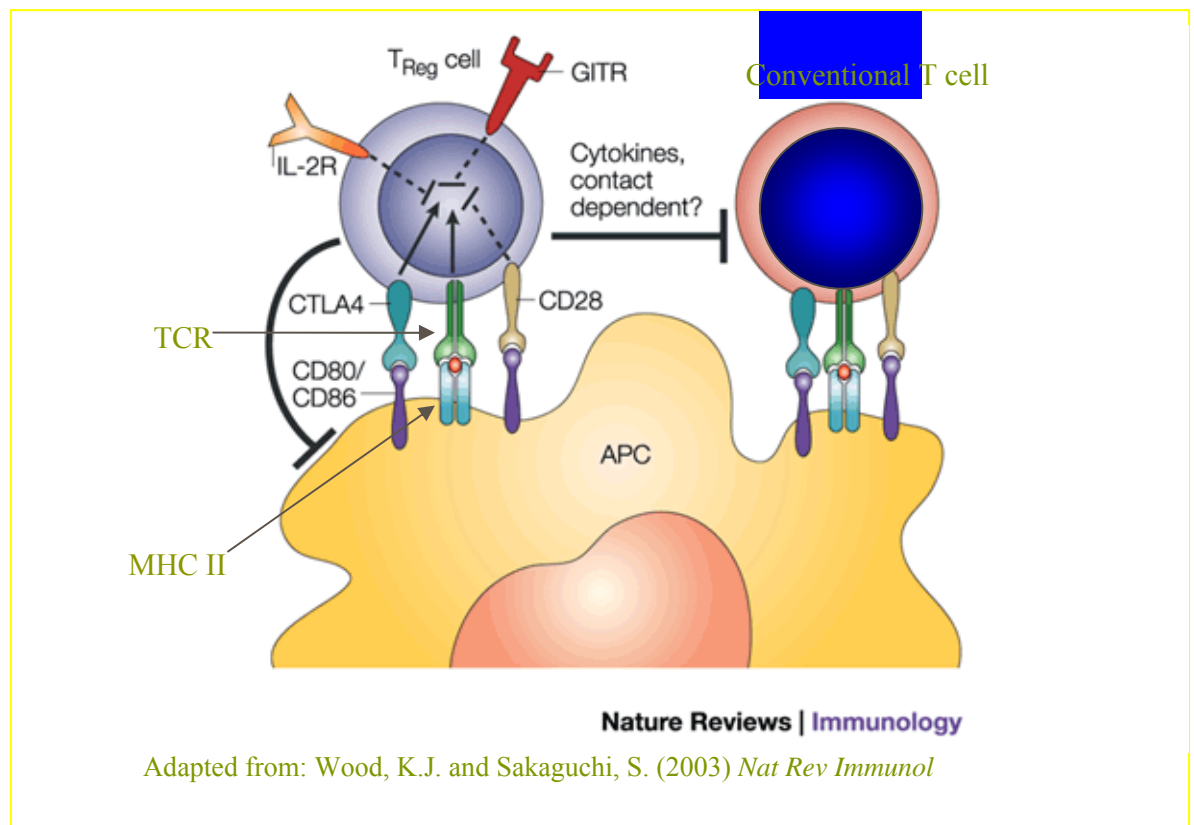 T Reg cell
GITR
Conventional T cell
IL-2R
Cytokines,
contact
dependent?
CTLA4
CD28
TCR
CD80/
CD86
APC
MHC II
Nature Reviews | Immunology
Adapted from: Wood, K.J. and Sakaguchi, S. (2003) Nat Rev Immunol